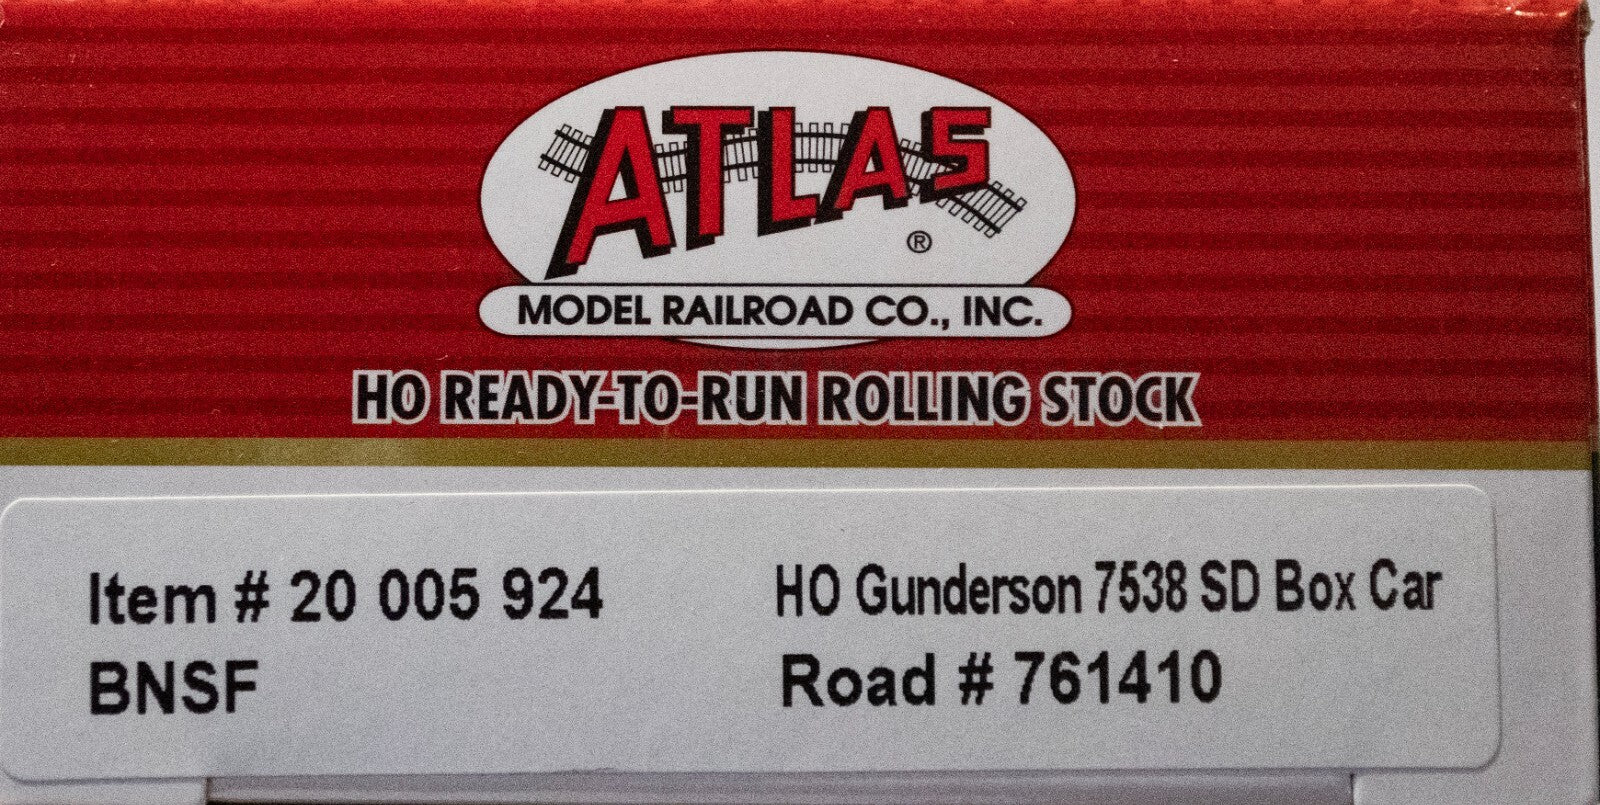 ATLAS
®
MODEL RAILROAD CO., INC.
HO READY-TO-RUN ROLLING STOCK
Item # 20 005 924
HO Gunderson 7538 SD Box Car
BNSF
Road # 761410